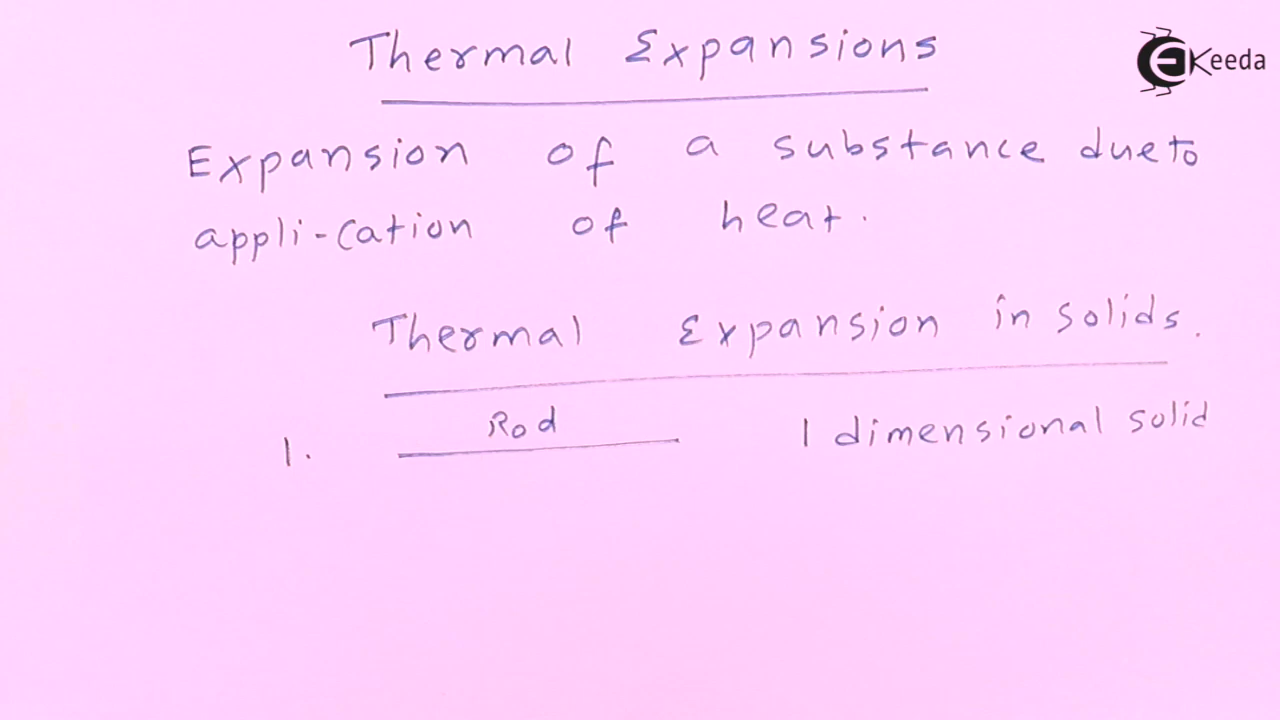 Thermal Expansions
Keeda
Expansion of a substance due to
appli-cation of heat.
Thermal Expansion in solids.
1. Rod 1 dimensional solid